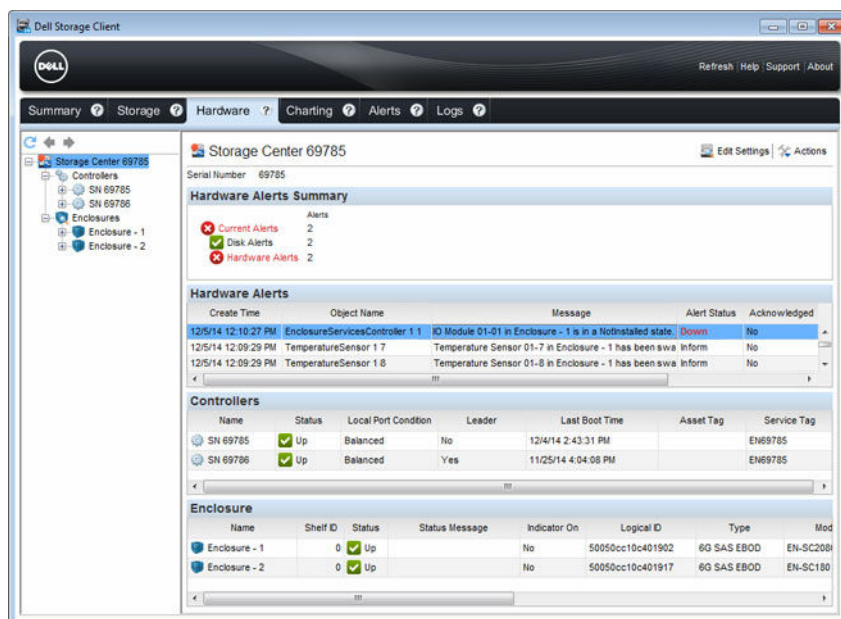 Dell Storage Client
DELL
Refresh Help Support About
Summary ? Storage ? Hardware ? Charting ? Alerts ? Logs ?
Storage Center 69785
Controllers
SN 69785
SN 69786
Enclosures
Enclosure - 1
Enclosure - 2
Storage Center 69785
Edit Settings Actions
Serial Number 69785
Hardware Alerts Summary
Alerts
Current Alerts 2
Disk Alerts 2
Hardware Alerts 2
Hardware Alerts
Create Time Object Name Message Alert Status Acknowledged
12/5/14 12:10:27 PM EnclosureServicesController 1 1 IO Module 01-01 in Enclosure - 1 is in a NotInstalled state. Down No
12/5/14 12:09:29 PM TemperatureSensor 1 7 Temperature Sensor 01-7 in Enclosure - 1 has been swa Inform No
12/5/14 12:09:29 PM TemperatureSensor 1 8 Temperature Sensor 01-8 in Enclosure - 1 has been swa Inform No
Controllers
Name Status Local Port Condition Leader Last Boot Time Asset Tag Service Tag
SN 69785 Up Balanced No 12/4/14 2:43:31 PM EN69785
SN 69786 Up Balanced Yes 11/25/14 4:04:08 PM EN69785
Enclosure
Name Shelf ID Status Status Message Indicator On Logical ID Type Mod
Enclosure - 1 0 Up No 50050cc10c401902 6G SAS EBOD EN-SC208
Enclosure - 2 0 Up No 50050cc10c401917 6G SAS EBOD EN-SC180